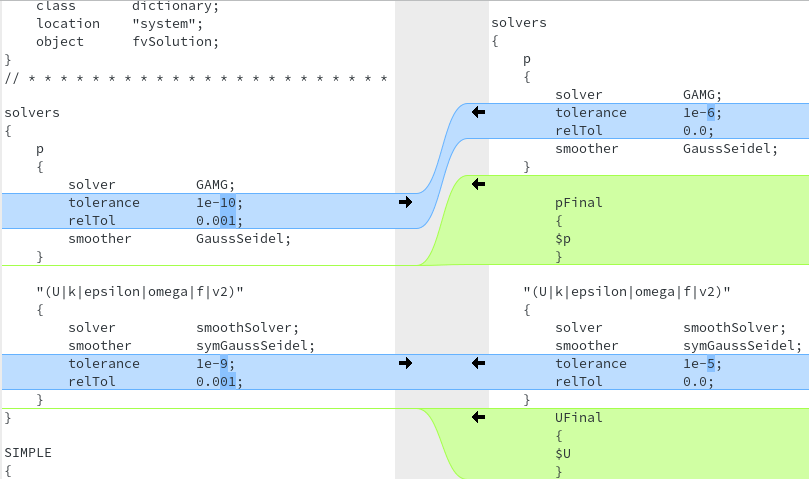 class       dictionary;
location    "system";
object      fvSolution;
}
// * * * * * * * * * * * * * * * * * * * * * * *
solvers
{
p
{
solver          GAMG;
tolerance       1e-10;
relTol          0.001;
smoother        GaussSeidel;
}
"(U|k|epsilon|omega|f|v2)"
{
solver          smoothSolver;
smoother        symGaussSeidel;
tolerance       1e-9;
relTol          0.001;
}
}
SIMPLE
{
solvers
{
p
{
solver          GAMG;
tolerance       1e-6;
relTol          0.0;
smoother        GaussSeidel;
}
pFinal
{
$p
}
"(U|k|epsilon|omega|f|v2)"
{
solver          smoothSolver;
smoother        symGaussSeidel;
tolerance       1e-5;
relTol          0.0;
}
UFinal
{
$U
}